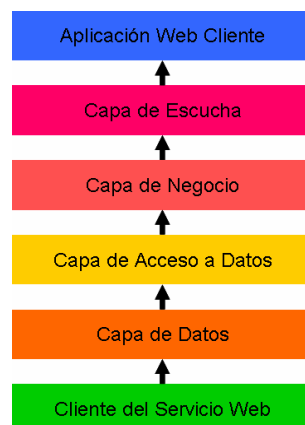 Aplicación Web Cliente
Capa de Escucha
Capa de Negocio
Capa de Acceso a Datos
Capa de Datos
Cliente del Servicio Web